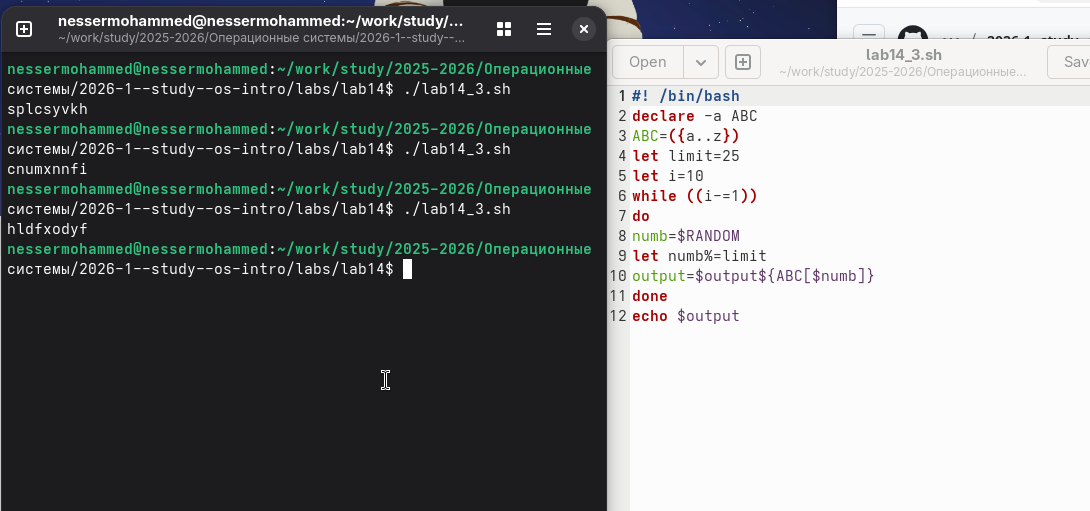 nessermohammed@nessermohammed:~/work/study/...
~/work/study/2025-2026/Операционные системы/2026-1--study--...
nessermohammed@nessermohammed:~/work/study/2025-2026/Операционные
системы/2026-1--study--os-intro/labs/lab14$ ./lab14_3.sh
splcsyvkh
nessermohammed@nessermohammed:~/work/study/2025-2026/Операционные
системы/2026-1--study--os-intro/labs/lab14$ ./lab14_3.sh
cnumxnnfi
nessermohammed@nessermohammed:~/work/study/2025-2026/Операционные
системы/2026-1--study--os-intro/labs/lab14$ ./lab14_3.sh
hldfxodyf
nessermohammed@nessermohammed:~/work/study/2025-2026/Операционные
системы/2026-1--study--os-intro/labs/lab14$
Open
lab14_3.sh
~/work/study/2025-2026/Операционные...
Sav
1 #! /bin/bash
2 declare -a ABC
3 ABC=({a..z})
4 let limit=25
5 let i=10
6 while ((i-=1))
7 do
8 numb=$RANDOM
9 let numb%=limit
10 output=$output${ABC[$numb]}
11 done
12 echo $output